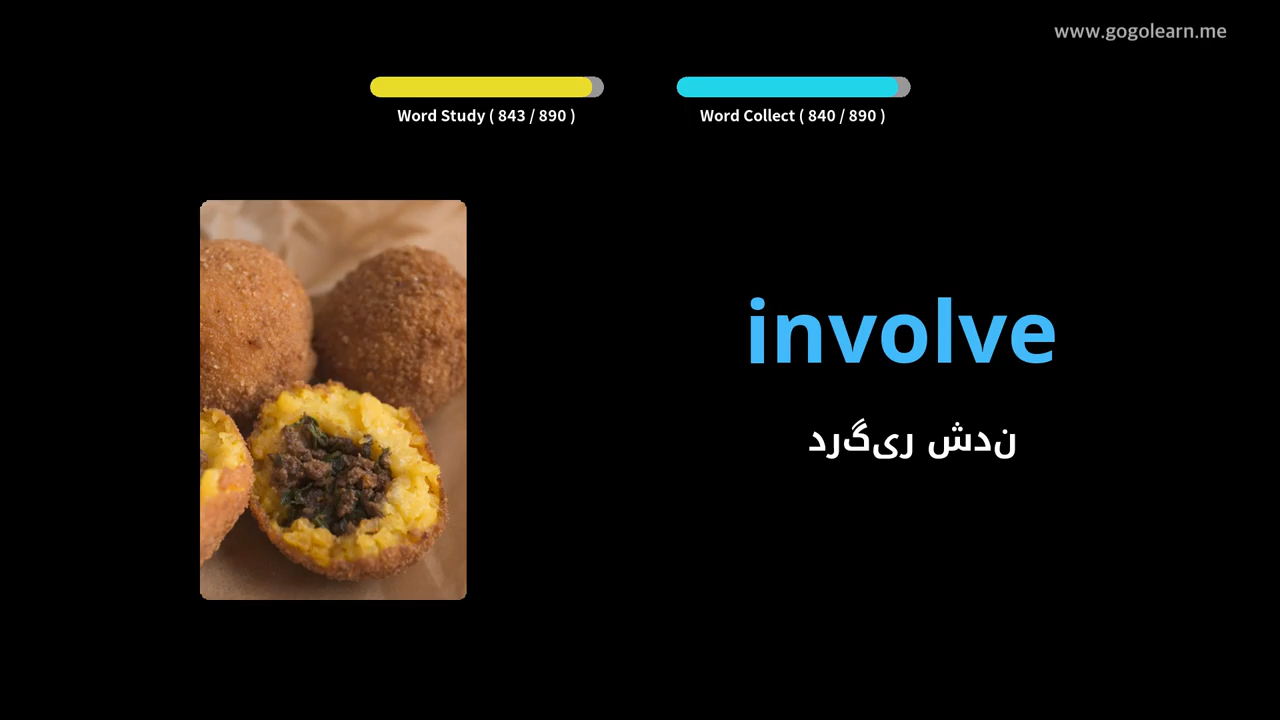 www.gogolearn.me
Word Study ( 843 / 890 )
Word Collect ( 840 / 890 )
involve
ندش ریگرد